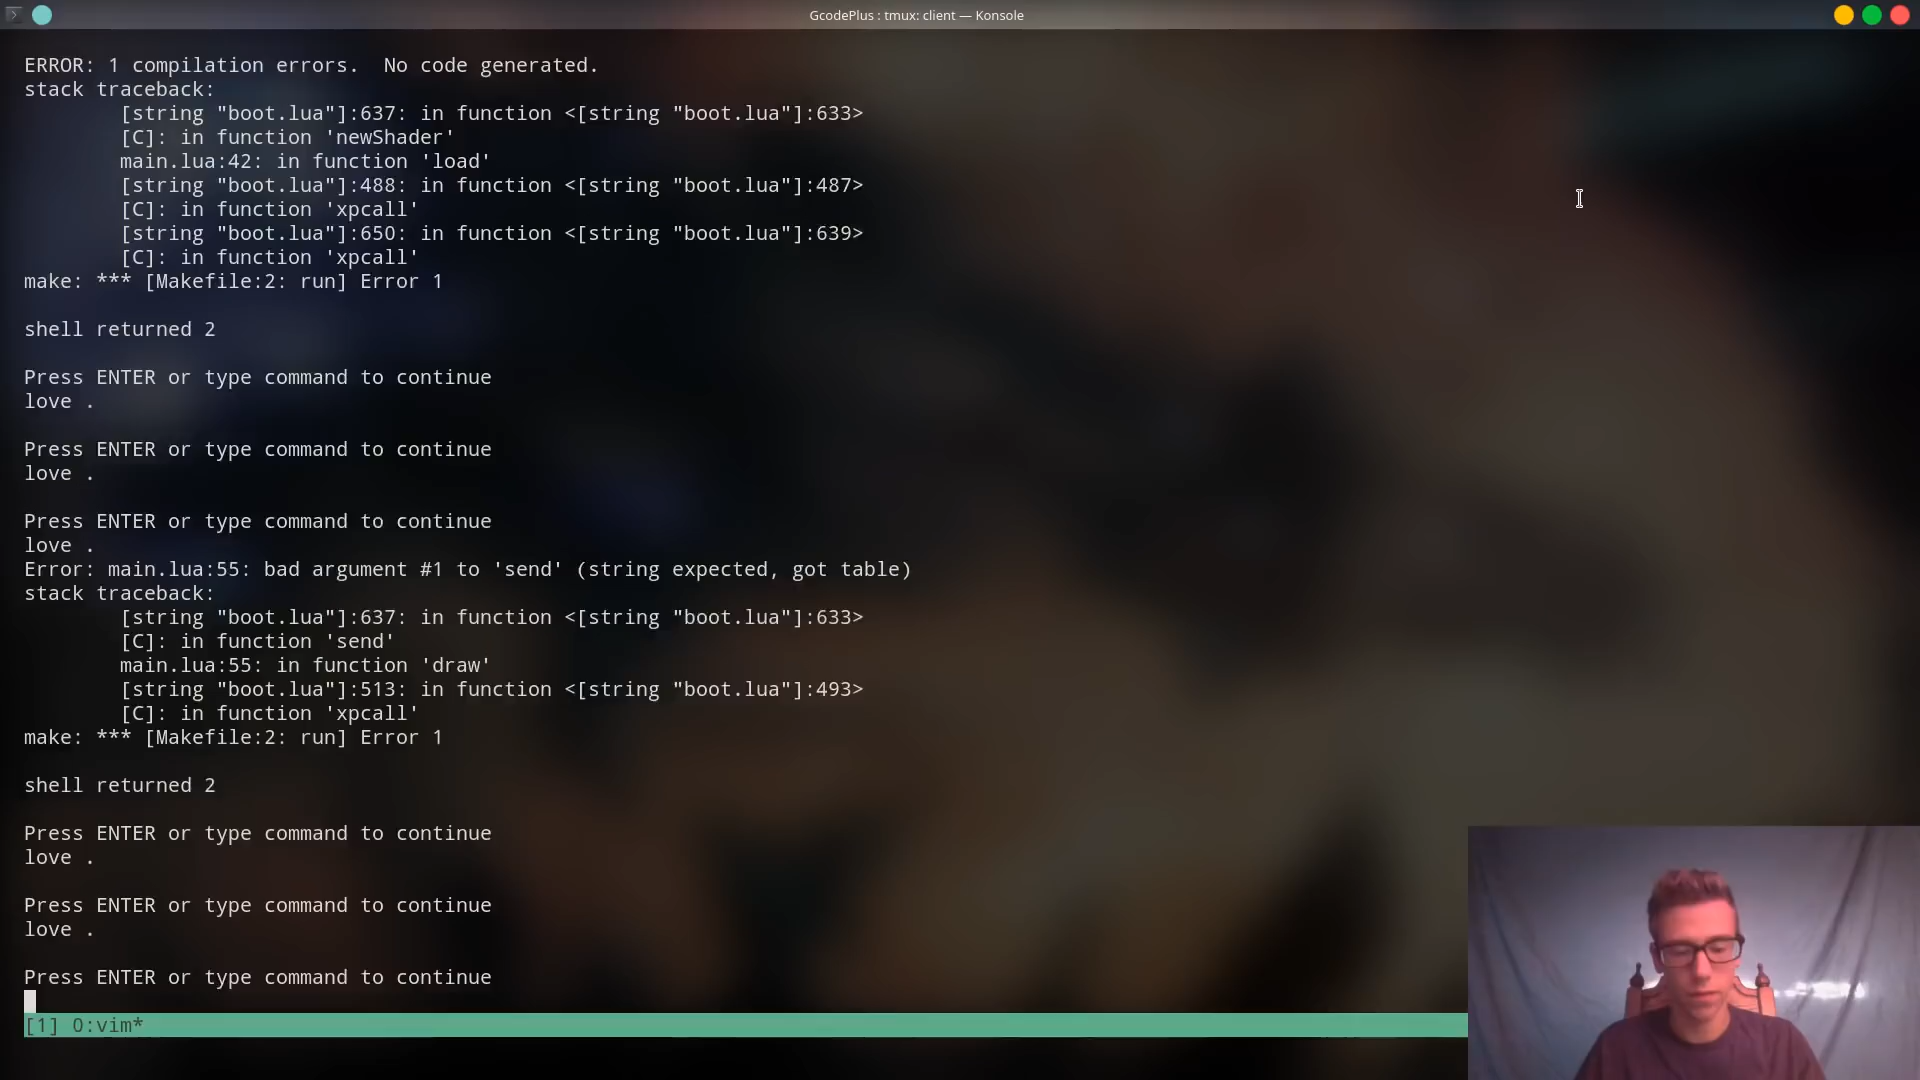 GcodePlus : tmux: client — Konsole
ERROR: 1 compilation errors.  No code generated.
stack traceback:
        [string "boot.lua"]:637: in function <[string "boot.lua"]:633>
        [C]: in function 'newShader'
        main.lua:42: in function 'load'
        [string "boot.lua"]:488: in function <[string "boot.lua"]:487>
        [C]: in function 'xpcall'
        [string "boot.lua"]:650: in function <[string "boot.lua"]:639>
        [C]: in function 'xpcall'
make: *** [Makefile:2: run] Error 1
shell returned 2
Press ENTER or type command to continue
love .
Press ENTER or type command to continue
love .
Press ENTER or type command to continue
love .
Error: main.lua:55: bad argument #1 to 'send' (string expected, got table)
stack traceback:
        [string "boot.lua"]:637: in function <[string "boot.lua"]:633>
        [C]: in function 'send'
        main.lua:55: in function 'draw'
        [string "boot.lua"]:513: in function <[string "boot.lua"]:493>
        [C]: in function 'xpcall'
make: *** [Makefile:2: run] Error 1
shell returned 2
Press ENTER or type command to continue
love .
Press ENTER or type command to continue
love .
Press ENTER or type command to continue
[1] 0:vim*